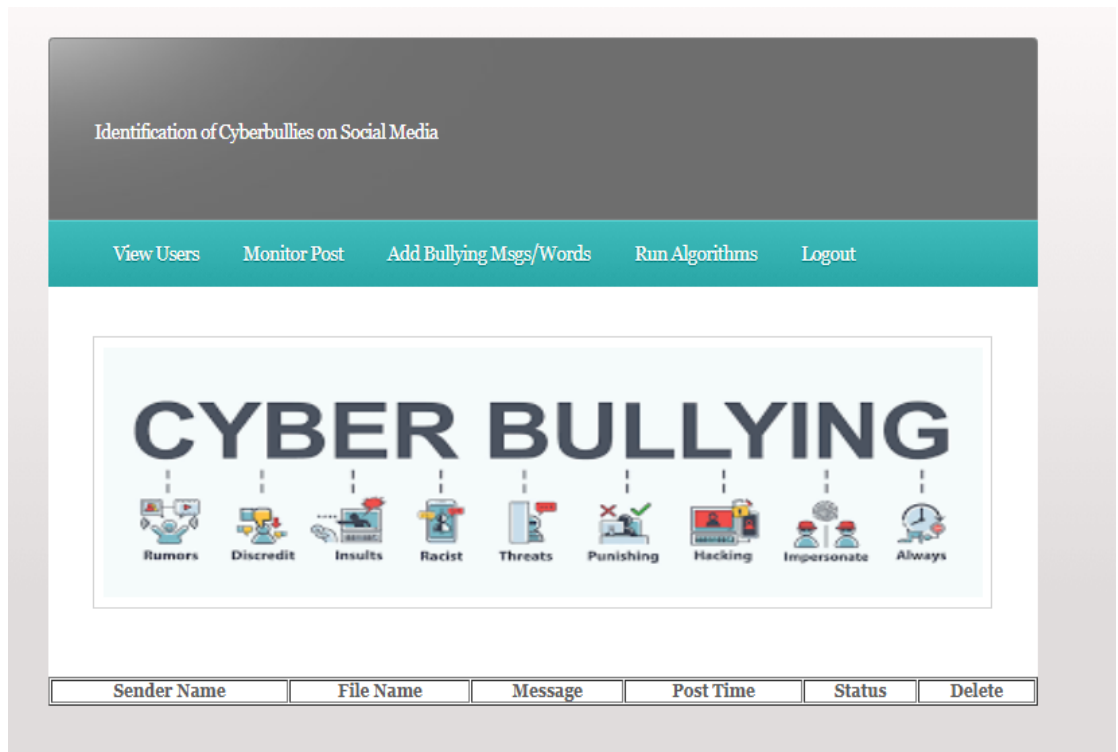 Identification of Cyberbullies on Social Media
View Users Monitor Post Add Bullying Msgs/Words Run Algorithms Logout
CYBER BULLYING
Rumors Discredit Insults Racist Threats Punishing Hacking Impersonate Always
Sender Name File Name Message Post Time Status Delete